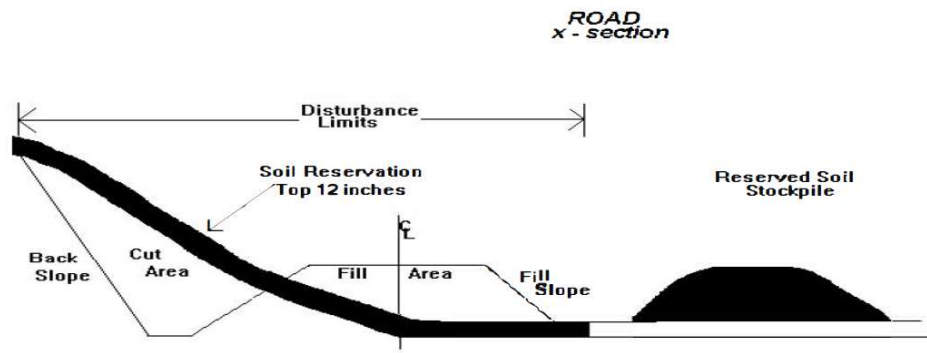 ROAD
x - section
Disturbance
Limits
Soil Reservation
Top 12 inches
Reserved Soil
Stockpile
℄
Back
Slope
Cut
Area
Fill Area
Fill
Slope